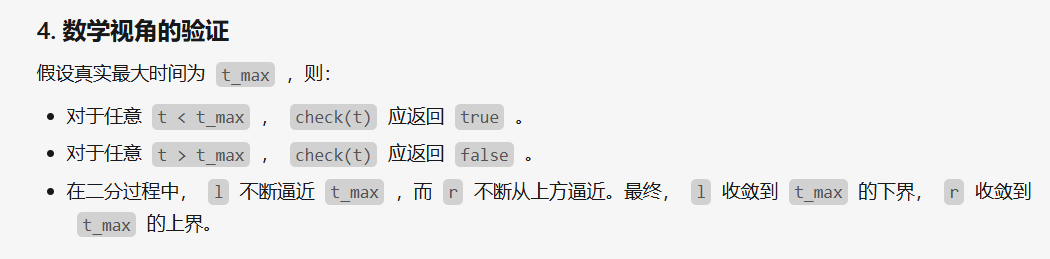 4. 数学视角的验证
假设真实最大时间为 t_max ，则：
• 对于任意 t < t_max ， check(t) 应返回 true 。
• 对于任意 t > t_max ， check(t) 应返回 false 。
• 在二分过程中， l 不断逼近 t_max ，而 r 不断从上方逼近。最终， l 收敛到 t_max 的下界， r 收敛到
t_max 的上界。